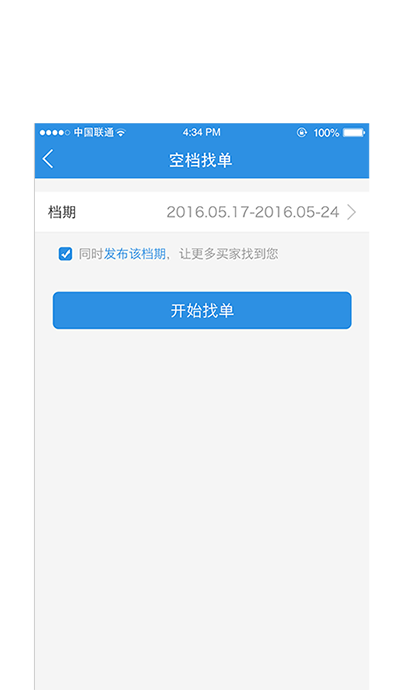 中国联通 4:34 PM 100%
空档找单
档期 2016.05.17-2016.05-24
同时发布该档期，让更多买家找到您
开始找单